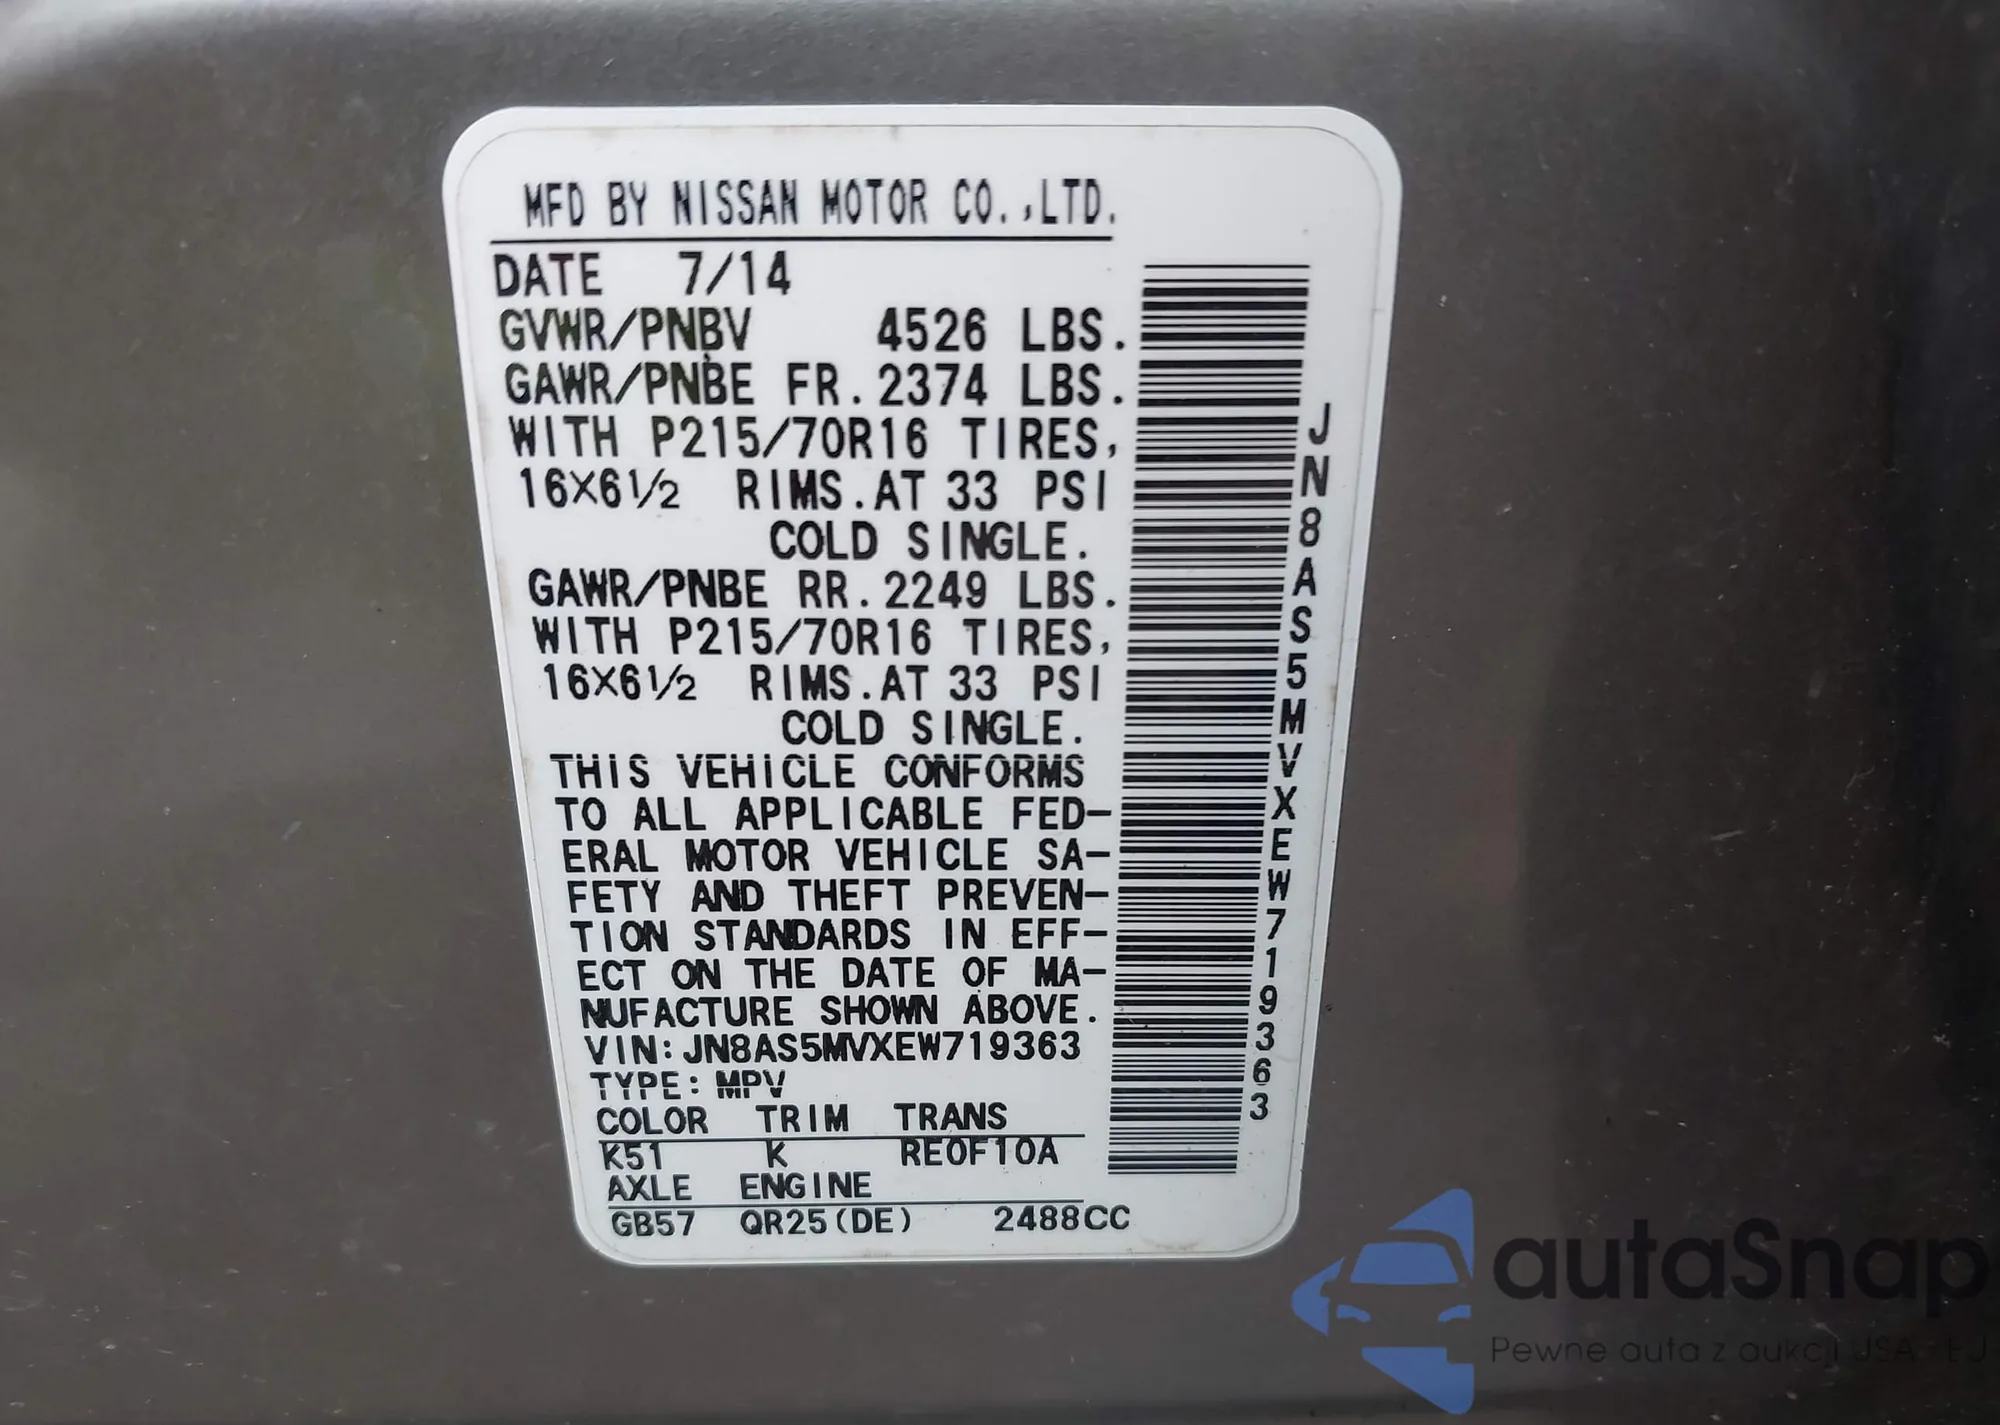 MFD BY NISSAN MOTOR CO.,LTD.
DATE 7/14
GVWR/PNBV 4526 LBS.
GAWR/PNBE FR.2374 LBS.
WITH P215/70R16 TIRES,
16X6½ RIMS.AT 33 PSI
COLD SINGLE.
GAWR/PNBE RR.2249 LBS.
WITH P215/70R16 TIRES,
16X6½ RIMS.AT 33 PSI
COLD SINGLE.
THIS VEHICLE CONFORMS
TO ALL APPLICABLE FED-
ERAL MOTOR VEHICLE SA-
FETY AND THEFT PREVEN-
TION STANDARDS IN EFF-
ECT ON THE DATE OF MA-
NUFACTURE SHOWN ABOVE.
VIN:JN8AS5MVXEW719363
TYPE: MPV
COLOR TRIM TRANS
K51 K RE0F10A
AXLE ENGINE
GB57 QR25(DE) 2488CC
JN8AS5MVXEW719363
autaSnap
Pewne auta z aukcji USA